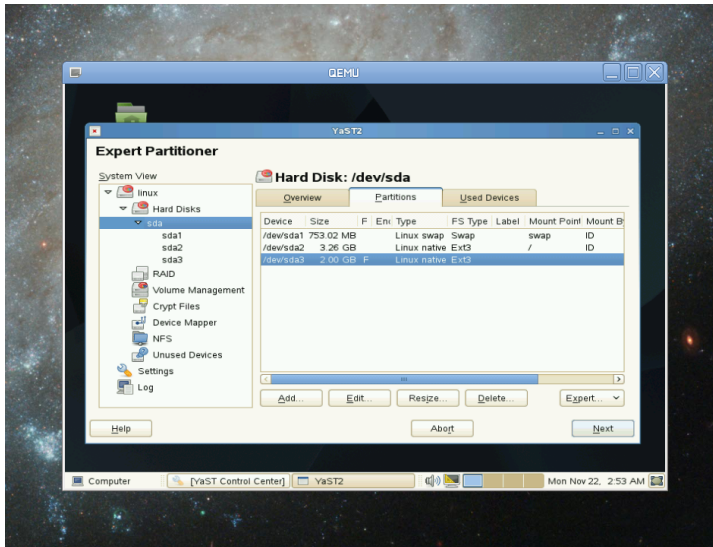 QEMU
YaST2
Expert Partitioner
System View
linux
Hard Disks
sda
sda1
sda2
sda3
RAID
Volume Management
Crypt Files
Device Mapper
NFS
Unused Devices
Settings
Log
Hard Disk: /dev/sda
Overview Partitions Used Devices
Device Size F Enc Type FS Type Label Mount Point Mount B
/dev/sda1 753.02 MB Linux swap Swap swap ID
/dev/sda2 3.26 GB Linux native Ext3 / ID
/dev/sda3 2.00 GB F Linux native Ext3
Add... Edit... Resize... Delete... Expert...
Help Abort Next
Computer [YaST Control Center] YaST2 Mon Nov 22, 2:53 AM